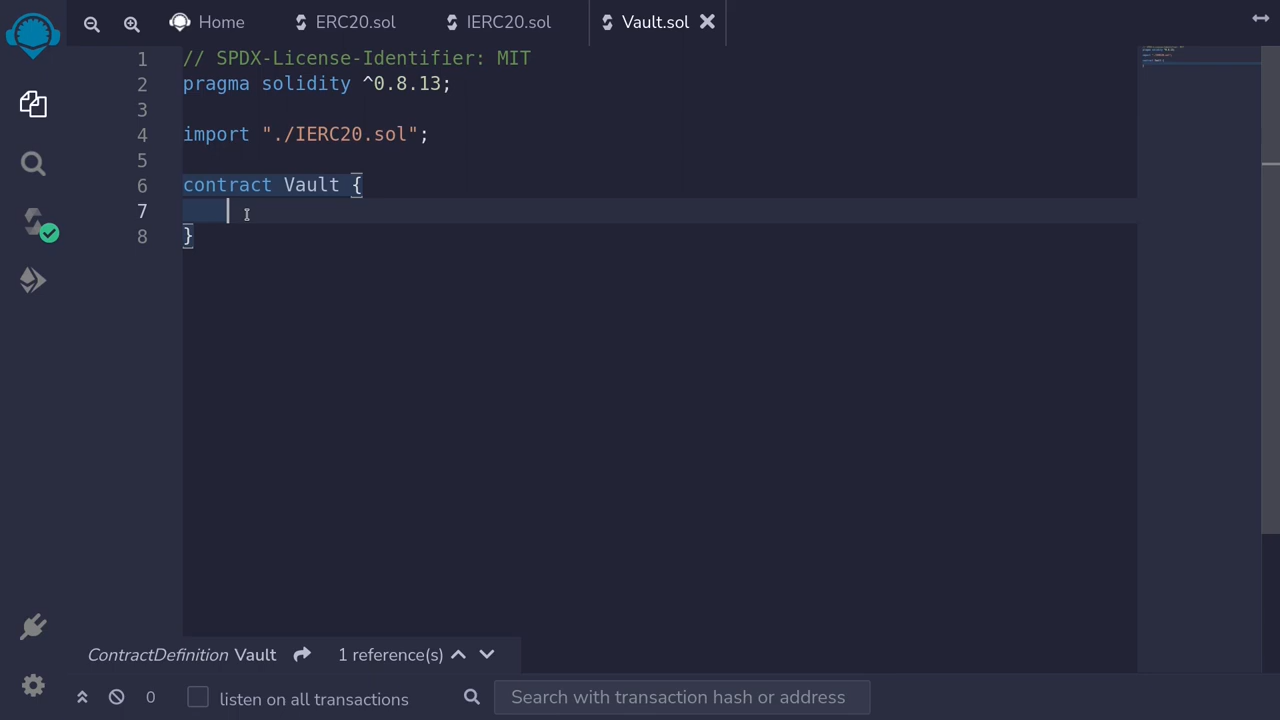 Home
ERC20.sol
IERC20.sol
Vault.sol
1 // SPDX-License-Identifier: MIT
2 pragma solidity ^0.8.13;
3
4 import "./IERC20.sol";
5
6 contract Vault {
7
8 }
ContractDefinition Vault 1 reference(s)
0 listen on all transactions Search with transaction hash or address